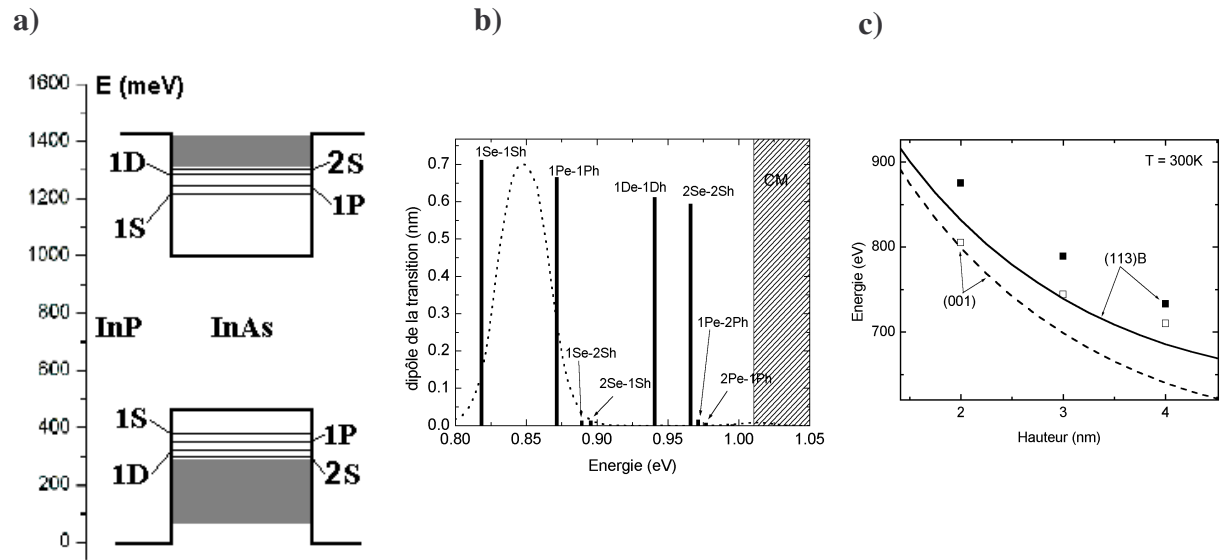 a)
b)
c)
E (meV)
1600
1400
1200
1000
800
600
400
200
0
1D
2S
1S
1P
InP
InAs
1S
1P
1D
2S
dipôle de la transition (nm)
0.7
0.6
0.5
0.4
0.3
0.2
0.1
0.0
1Se-1Sh
1Pe-1Ph
1De-1Dh
2Se-2Sh
CM
1Pe-2Ph
1Se-2Sh
2Se-1Sh
2Pe-1Ph
0.80 0.85 0.90 0.95 1.00 1.05
Energie (eV)
Energie (eV)
900
800
700
T = 300K
(113)B
(001)
2 3 4
Hauteur (nm)